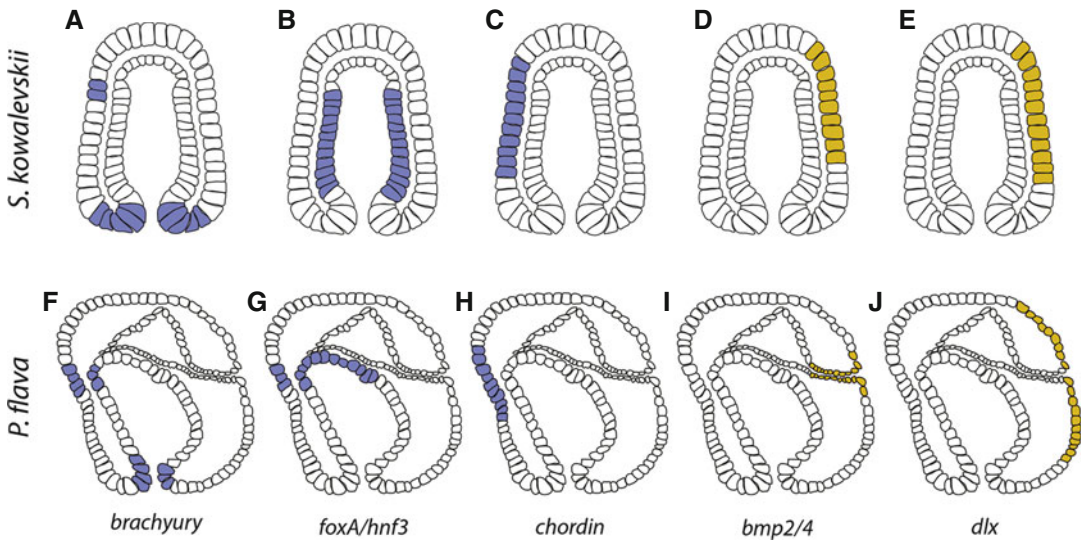 A B C D E
S. kowalevskii
F G H I J
P. flava
brachyury foxA/hnf3 chordin bmp2/4 dlx